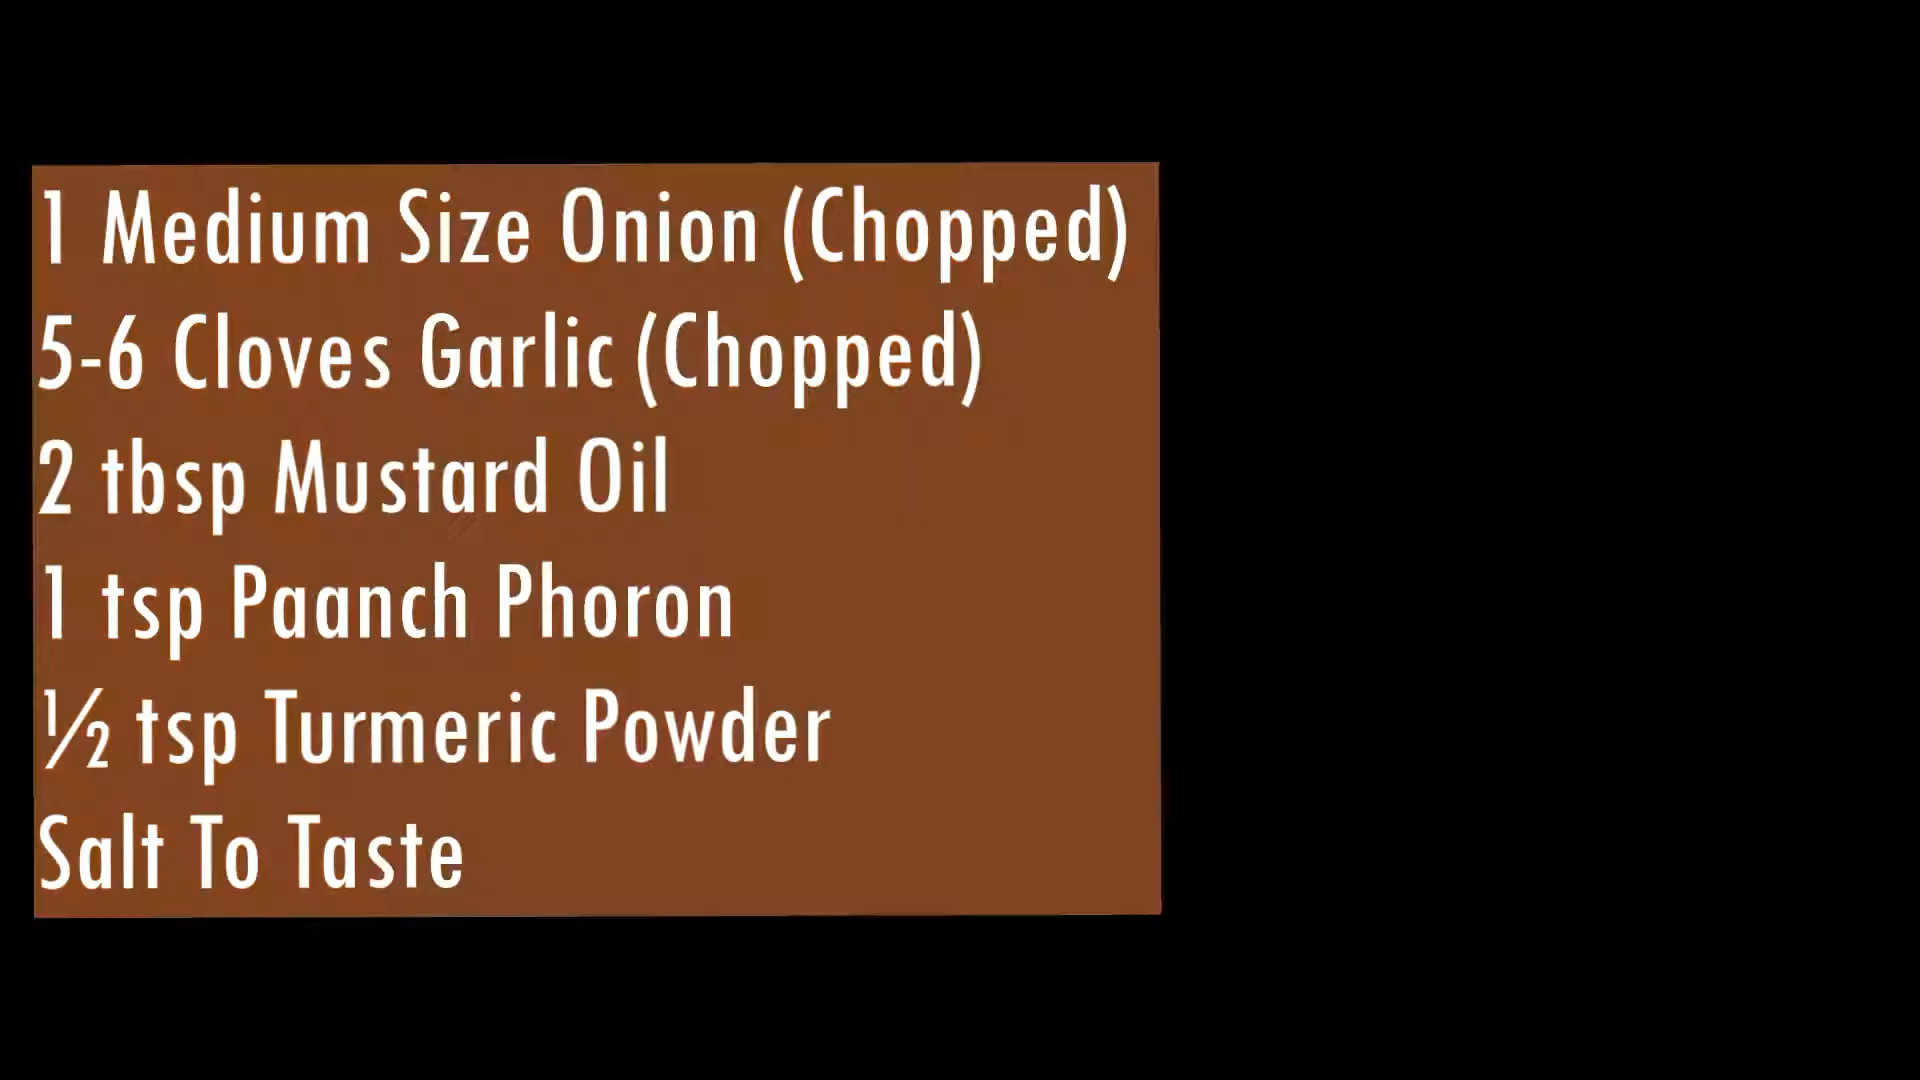 1 Medium Size Onion (Chopped)
5-6 Cloves Garlic (Chopped)
2 tbsp Mustard Oil
1 tsp Paanch Phoron
½ tsp Turmeric Powder
Salt To Taste